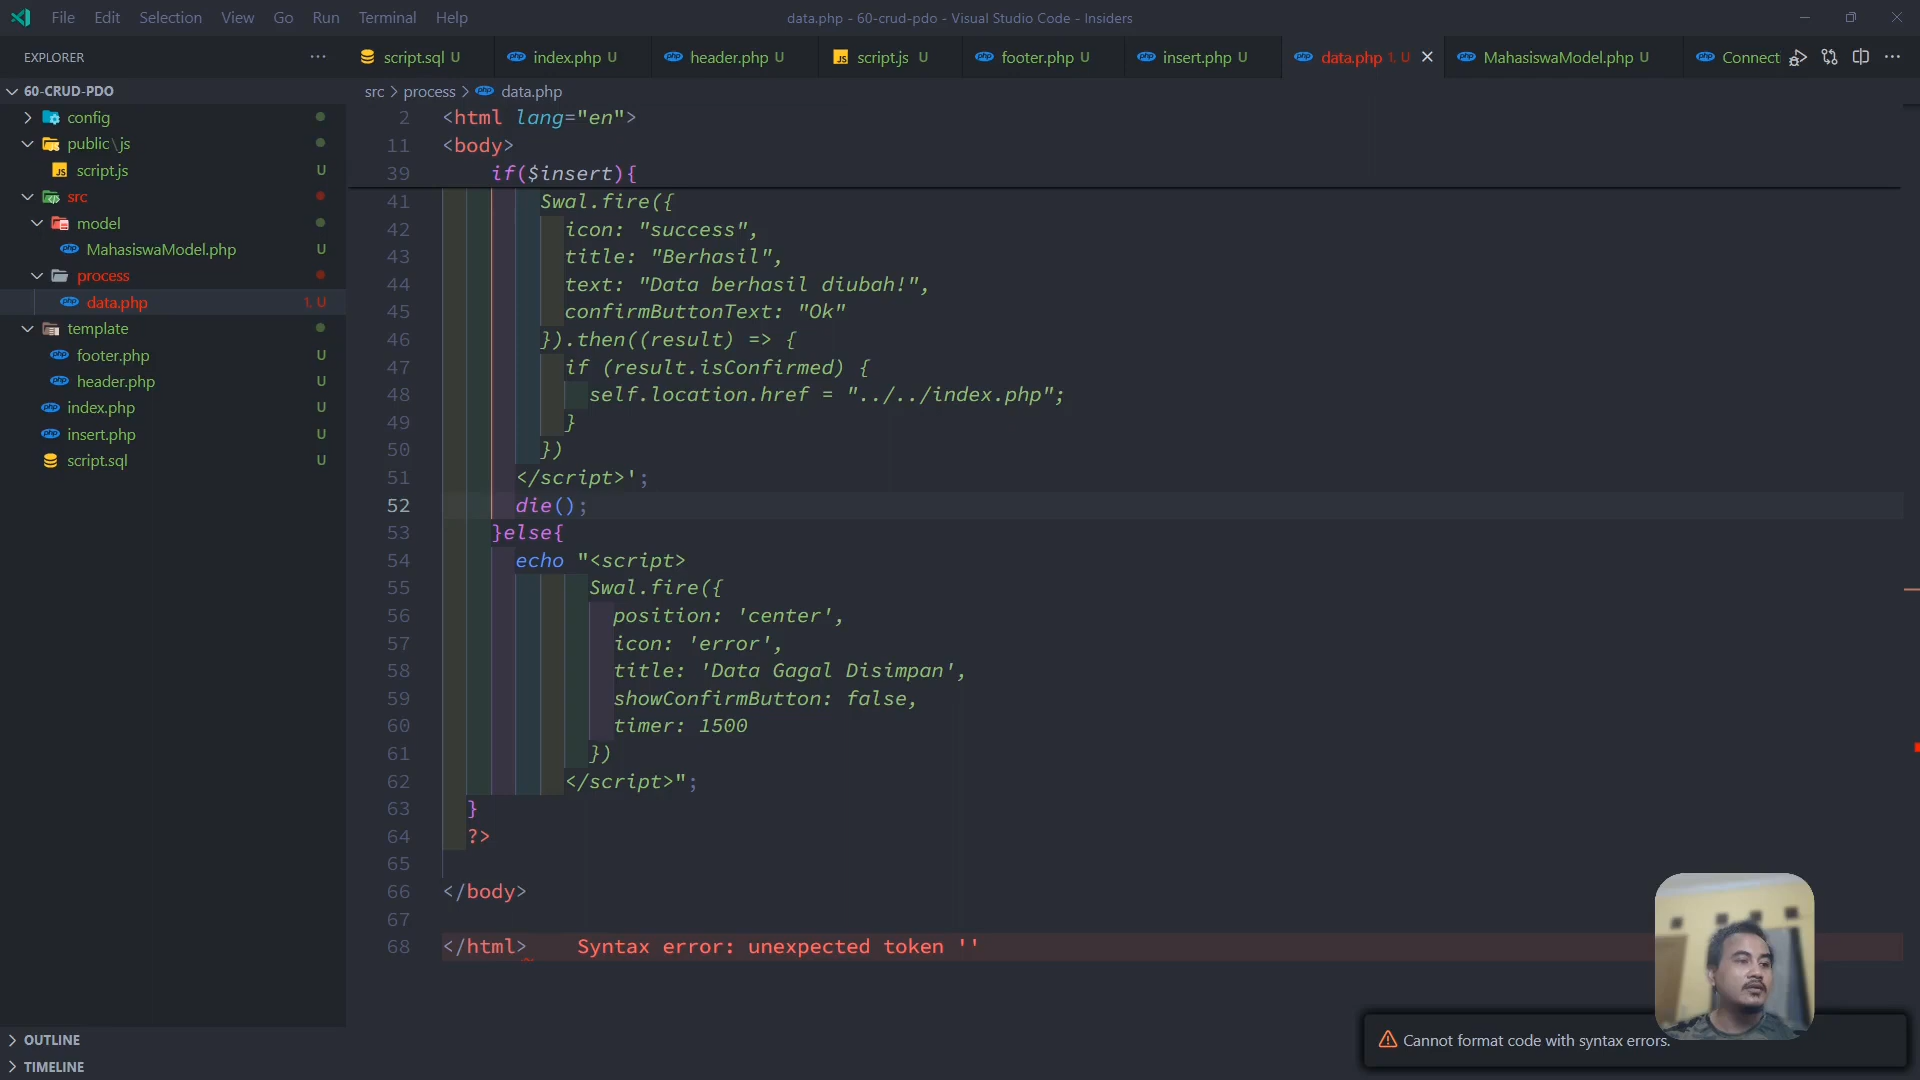 File Edit Selection View Go Run Terminal Help
data.php - 60-crud-pdo - Visual Studio Code - Insiders
EXPLORER
script.sql U
index.php U
header.php U
script.js U
footer.php U
insert.php U
data.php 1, U
MahasiswaModel.php U
Connect
60-CRUD-PDO
config
public\js
script.js U
src
model
MahasiswaModel.php U
process
data.php 1, U
template
footer.php U
header.php U
index.php U
insert.php U
script.sql U
OUTLINE
TIMELINE
src > process > data.php
2 <html lang="en">
11 <body>
39 if($insert){
41 Swal.fire({
42 icon: "success",
43 title: "Berhasil",
44 text: "Data berhasil diubah!",
45 confirmButtonText: "Ok"
46 }).then((result) => {
47 if (result.isConfirmed) {
48 self.location.href = "../../index.php";
49 }
50 })
51 </script>';
52 die();
53 }else{
54 echo "<script>
55 Swal.fire({
56 position: 'center',
57 icon: 'error',
58 title: 'Data Gagal Disimpan',
59 showConfirmButton: false,
60 timer: 1500
61 })
62 </script>";
63 }
64 ?>
65
66 </body>
67
68 </html> Syntax error: unexpected token ''
Cannot format code with syntax errors.